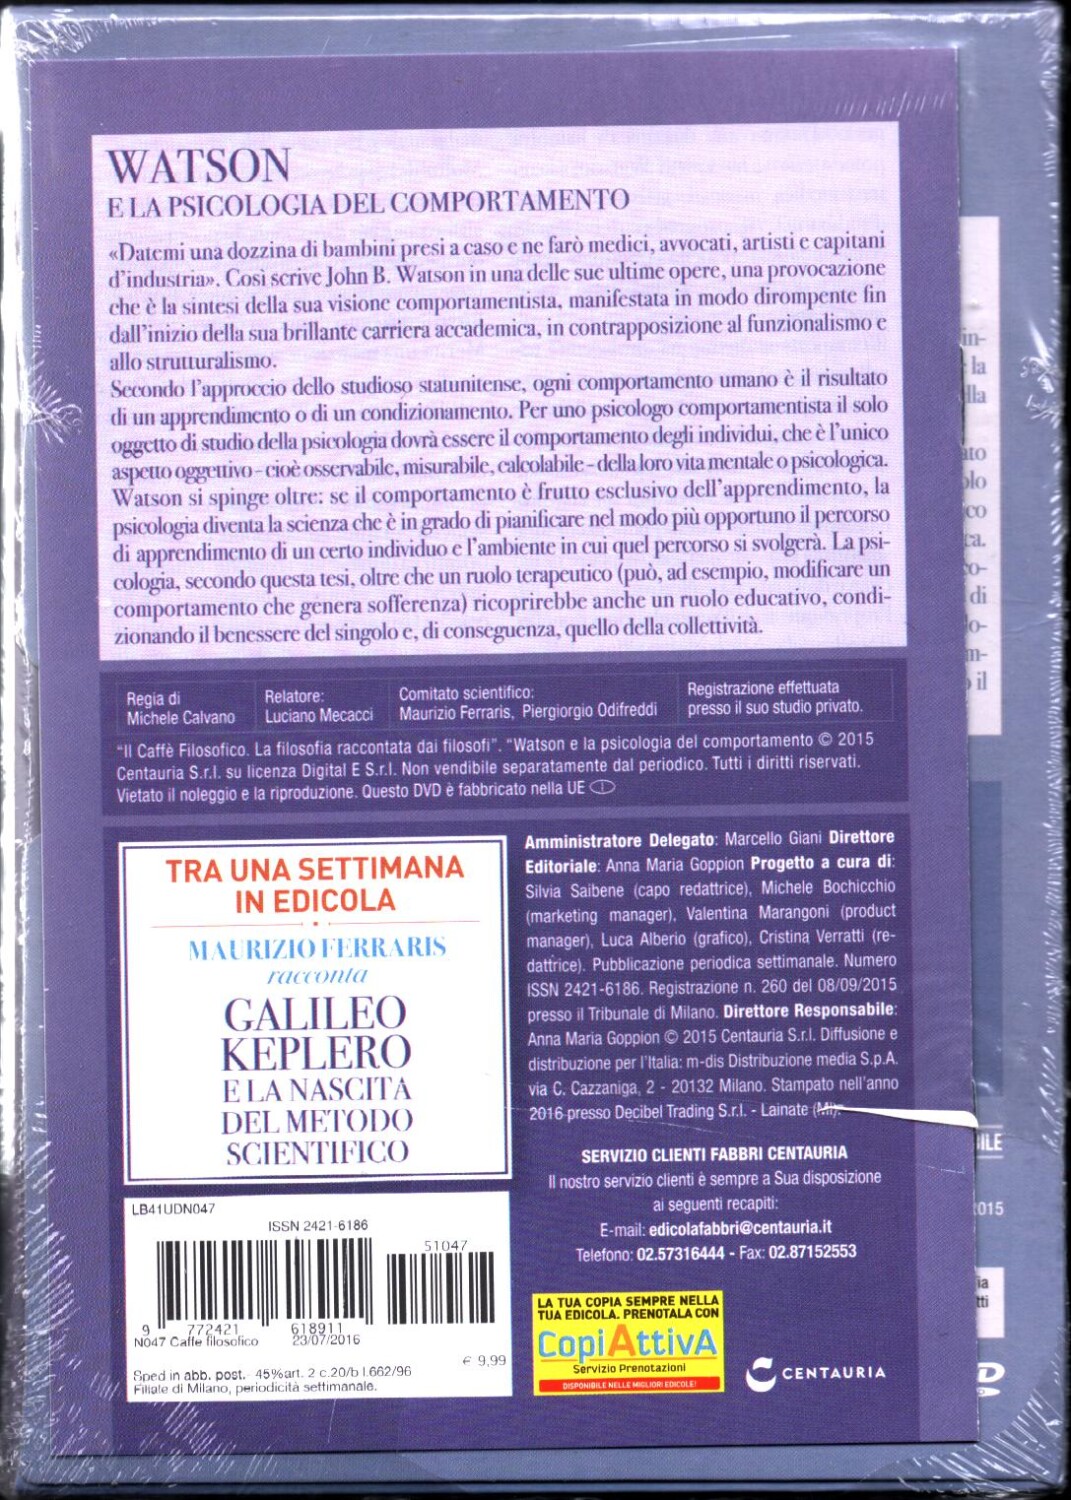 WATSON
E LA PSICOLOGIA DEL COMPORTAMENTO
«Datemi una dozzina di bambini presi a caso e ne farò medici, avvocati, artisti e capitani
d'industria». Così scrive John B. Watson in una delle sue ultime opere, una provocazione
che è la sintesi della sua visione comportamentista, manifestata in modo dirompente fin
dall'inizio della sua brillante carriera accademica, in contrapposizione al funzionalismo e
allo strutturalismo.
Secondo l'approccio dello studioso statunitense, ogni comportamento umano è il risultato
di un apprendimento o di un condizionamento. Per uno psicologo comportamentista il solo
oggetto di studio della psicologia dovrà essere il comportamento degli individui, che è l'unico
aspetto oggettivo – cioè osservabile, misurabile, calcolabile – della loro vita mentale o psicologica.
Watson si spinge oltre: se il comportamento è frutto esclusivo dell'apprendimento, la
psicologia diventa la scienza che è in grado di pianificare nel modo più opportuno il percorso
di apprendimento di un certo individuo e l'ambiente in cui quel percorso si svolgerà. La psi-
cologia, secondo questa tesi, oltre che un ruolo terapeutico (può, ad esempio, modificare un
comportamento che genera sofferenza) ricoprirebbe anche un ruolo educativo, condi-
zionando il benessere del singolo e, di conseguenza, quello della collettività.
Regia di
Michele Calvano
Relatore:
Luciano Mecacci
Comitato scientifico:
Maurizio Ferraris, Piergiorgio Odifreddi
Registrazione effettuata
presso il suo studio privato.
"Il Caffè Filosofico. La filosofia raccontata dai filosofi". "Watson e la psicologia del comportamento © 2015
Centauria S.r.l. su licenza Digital E S.r.l. Non vendibile separatamente dal periodico. Tutti i diritti riservati.
Vietato il noleggio e la riproduzione. Questo DVD è fabbricato nella UE
TRA UNA SETTIMANA
IN EDICOLA
MAURIZIO FERRARIS
racconta
GALILEO
KEPLERO
E LA NASCITA
DEL METODO
SCIENTIFICO
Amministratore Delegato: Marcello Giani Direttore
Editoriale: Anna Maria Goppion Progetto a cura di:
Silvia Saibene (capo redattrice), Michele Bochicchio
(marketing manager), Valentina Marangoni (product
manager), Luca Alberio (grafico), Cristina Verratti (re-
dattrice). Pubblicazione periodica settimanale. Numero
ISSN 2421-6186. Registrazione n. 260 del 08/09/2015
presso il Tribunale di Milano. Direttore Responsabile:
Anna Maria Goppion © 2015 Centauria S.r.l. Diffusione e
distribuzione per l'Italia: m-dis Distribuzione media S.p.A.
via C. Cazzaniga, 2 - 20132 Milano. Stampato nell'anno
2016 presso Decibel Trading S.r.l. - Lainate (MI).
SERVIZIO CLIENTI FABBRI CENTAURIA
Il nostro servizio clienti è sempre a Sua disposizione
ai seguenti recapiti:
E-mail: edicolafabbri@centauria.it
Telefono: 02.57316444 - Fax: 02.87152553
LB41UDN047
ISSN 2421-6186
51047
9 772421 618911
N047 Caffe filosofico 23/07/2016
€ 9,99
Sped in abb. post.- 45%art. 2 c.20/b l.662/96
Filiale di Milano, periodicità settimanale.
LA TUA COPIA SEMPRE NELLA
TUA EDICOLA. PRENOTALA CON
CopiAttivA
Servizio Prenotazioni
DISPONIBILE NELLE MIGLIORI EDICOLE!
CENTAURIA
in-
la
lla
ato
olo
co
ca.
co-
di
lo-
m-
il
ILE
2015
ia
tti